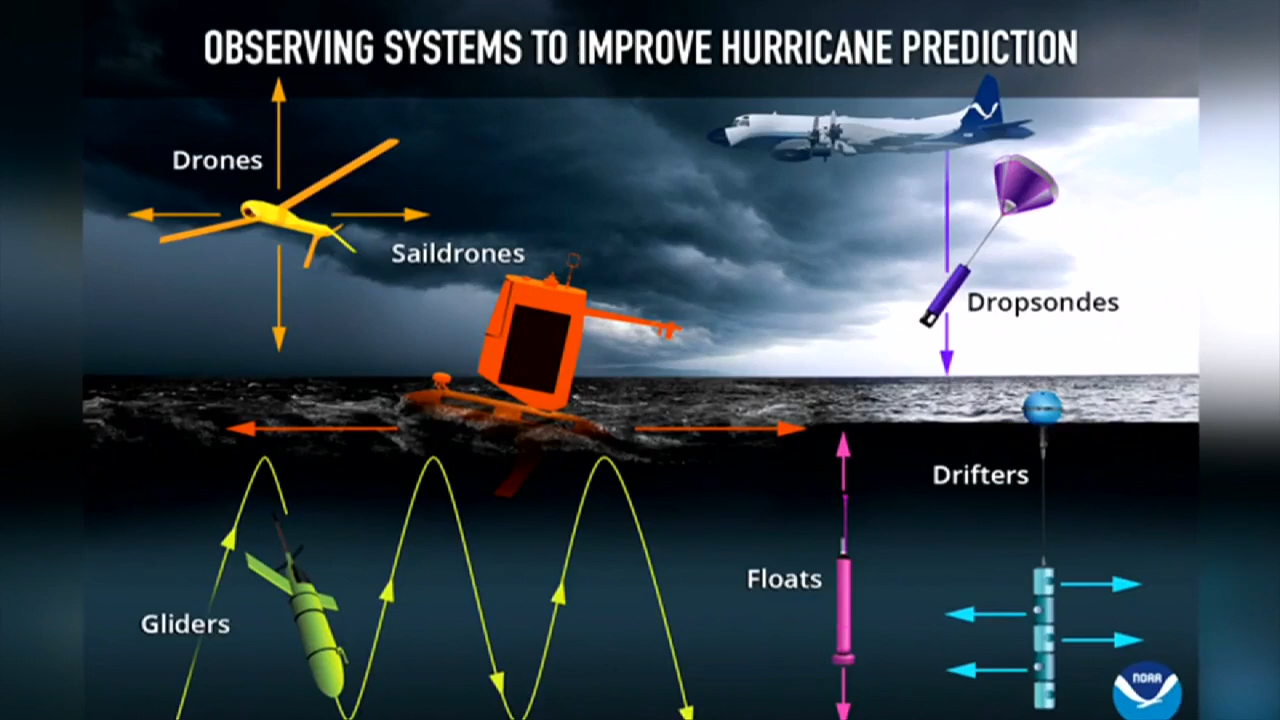 OBSERVING SYSTEMS TO IMPROVE HURRICANE PREDICTION
Drones
Saildrones
Dropsondes
Drifters
Floats
Gliders
NOAA